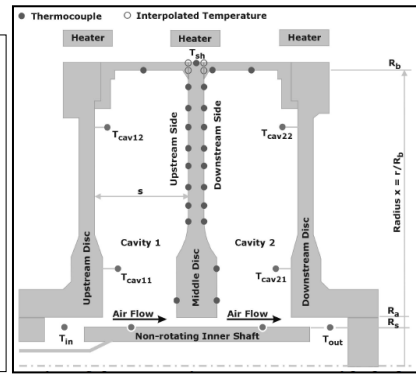 Thermocouple Interpolated Temperature
Heater Heater Heater
Tsh
Rb
Upstream Side
Downstream Side
Tcav12 Tcav22
s
Radius x = r/Rb
Cavity 1 Cavity 2
Upstream Disc
Middle Disc
Downstream Disc
Tcav11 Tcav21
Ra
Air Flow Air Flow
Rs
Tin Non-rotating Inner Shaft Tout